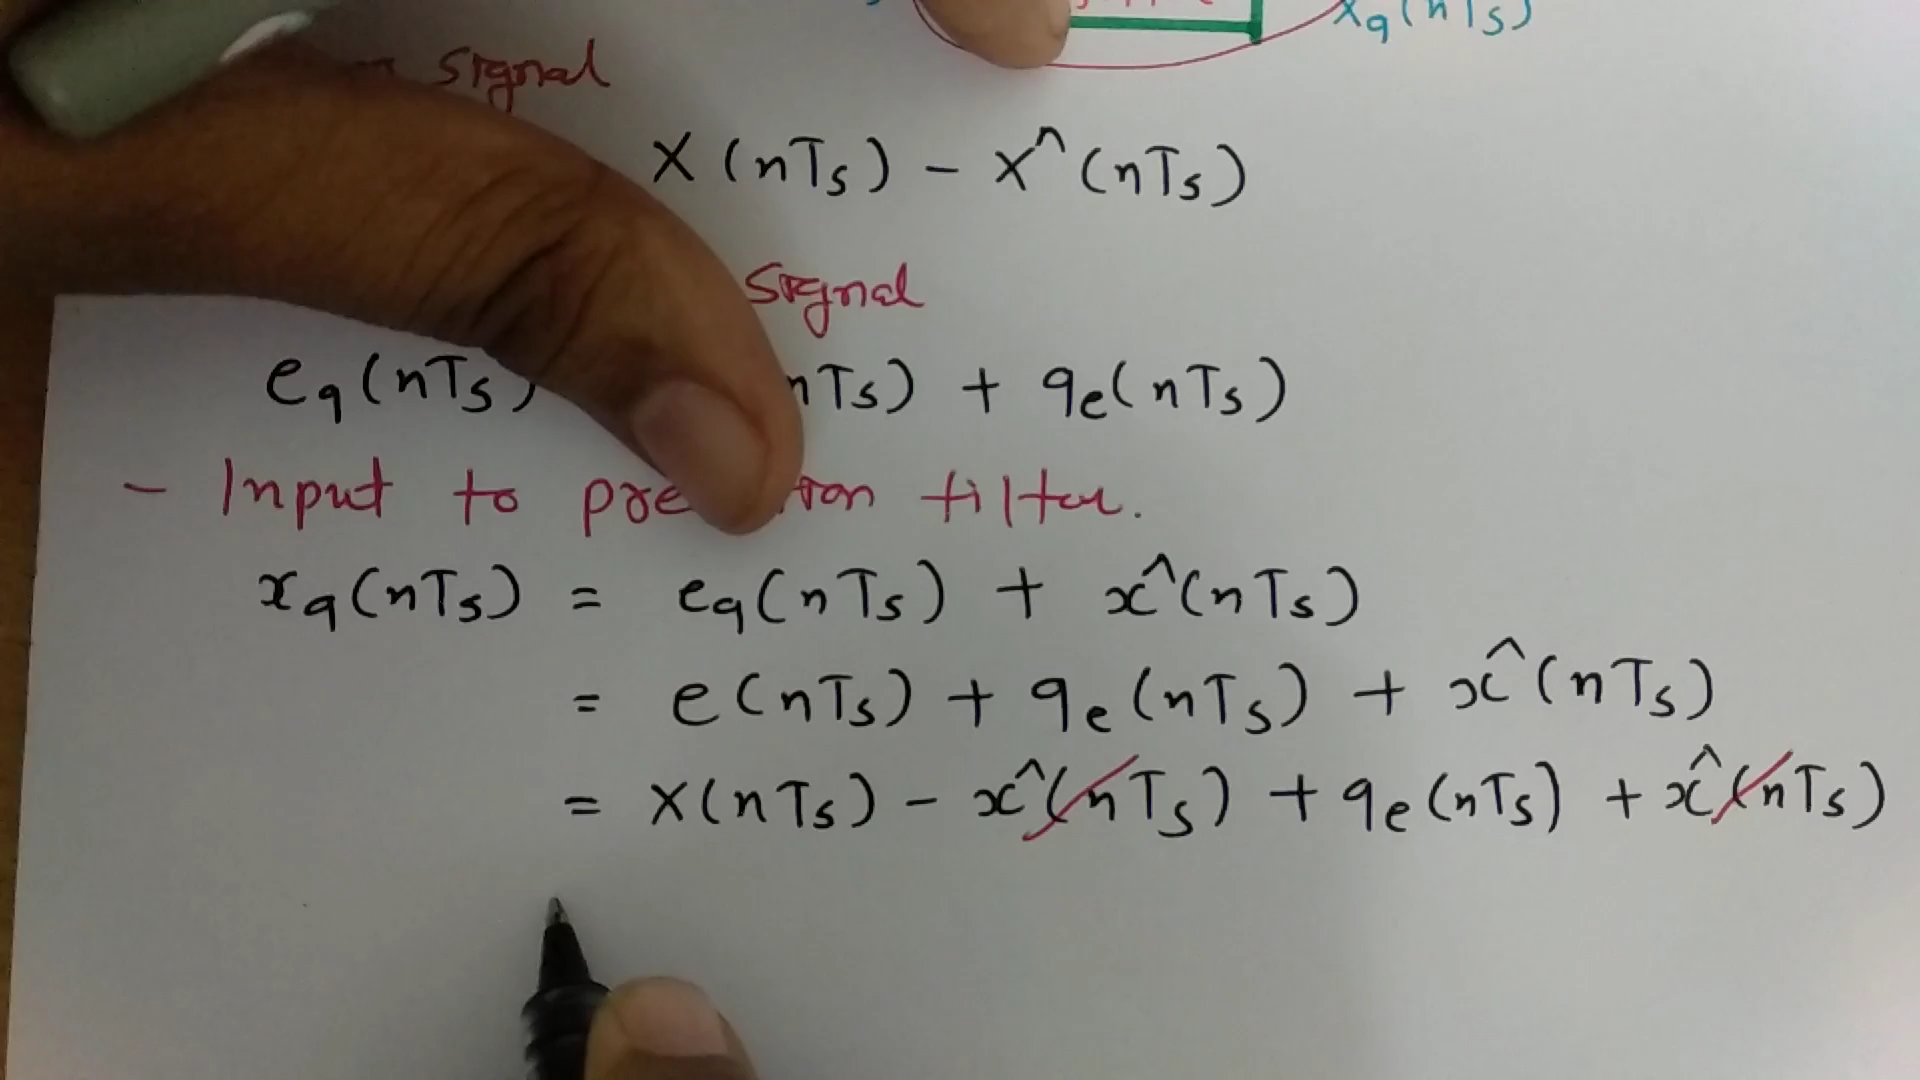 xq(nTs)
signal
X(nTs) - X^(nTs)
Signal
eq(nTs) nTs) + qe(nTs)
- Input to filter.
xq(nTs) = eq(nTs) + x^(nTs)
= e(nTs) + qe(nTs) + x^(nTs)
= X(nTs) - x^(nTs) + qe(nTs) + x^(nTs)